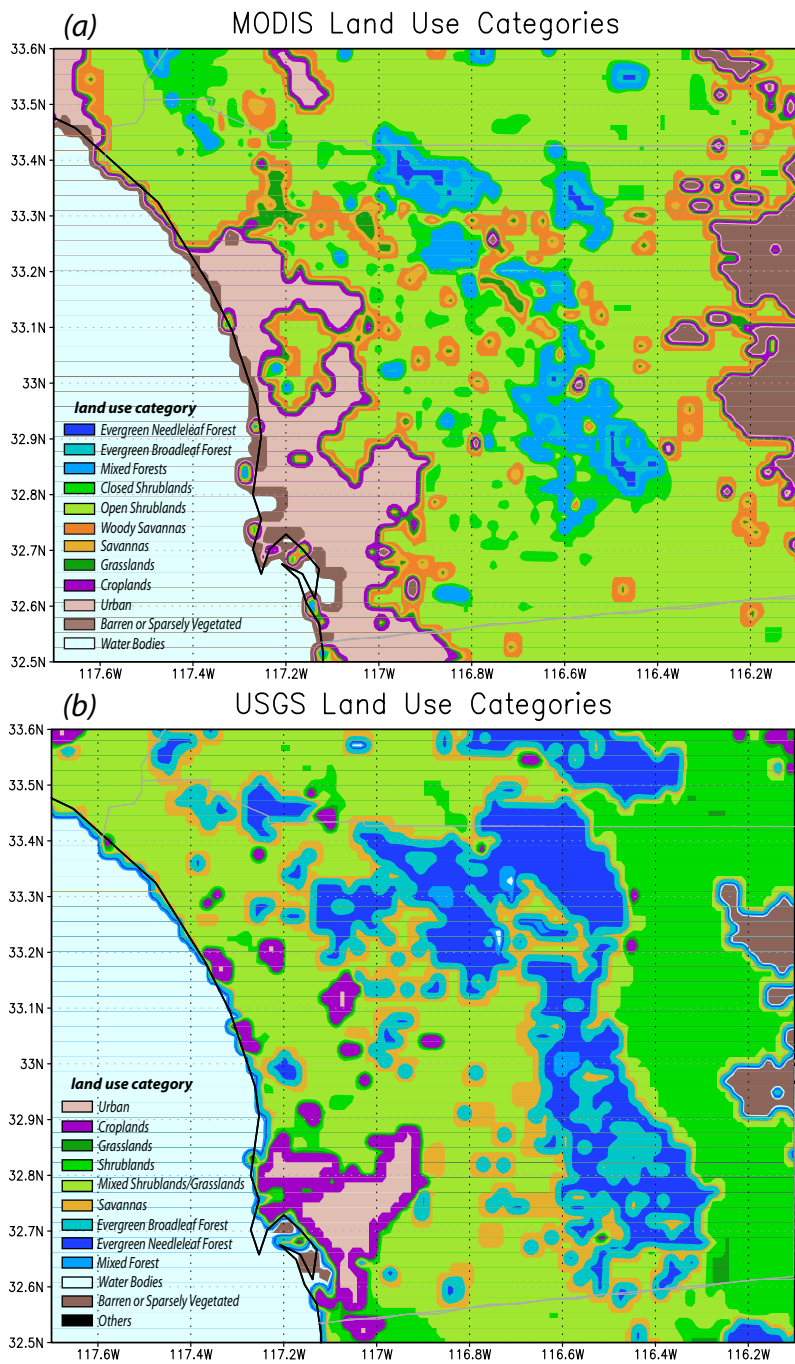 (a) MODIS Land Use Categories
33.6N
33.5N
33.4N
33.3N
33.2N
33.1N
33N
32.9N
32.8N
32.7N
32.6N
32.5N
land use category
Evergreen Needleleaf Forest
Evergreen Broadleaf Forest
Mixed Forests
Closed Shrublands
Open Shrublands
Woody Savannas
Savannas
Grasslands
Croplands
Urban
Barren or Sparsely Vegetated
Water Bodies
117.6W 117.4W 117.2W 117W 116.8W 116.6W 116.4W 116.2W
(b) USGS Land Use Categories
33.6N
33.5N
33.4N
33.3N
33.2N
33.1N
33N
32.9N
32.8N
32.7N
32.6N
32.5N
land use category
Urban
Croplands
Grasslands
Shrublands
Mixed Shrublands/Grasslands
Savannas
Evergreen Broadleaf Forest
Evergreen Needleleaf Forest
Mixed Forest
Water Bodies
Barren or Sparsely Vegetated
Others
117.6W 117.4W 117.2W 117W 116.8W 116.6W 116.4W 116.2W